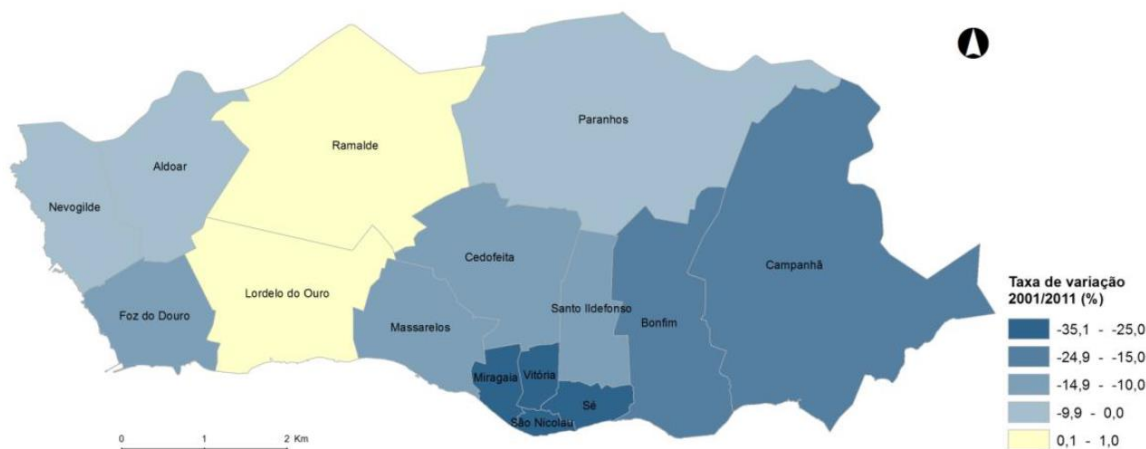 Paranhos
Ramalde
Aldoar
Nevogilde
Cedofeita
Campanhã
Lordelo do Ouro
Santo Ildefonso
Foz do Douro
Bonfim
Massarelos
Miragaia
Vitória
Sé
São Nicolau
Taxa de variação
2001/2011 (%)
-35,1 - -25,0
-24,9 - -15,0
-14,9 - -10,0
-9,9 - 0,0
0,1 - 1,0
0 1 2 Km